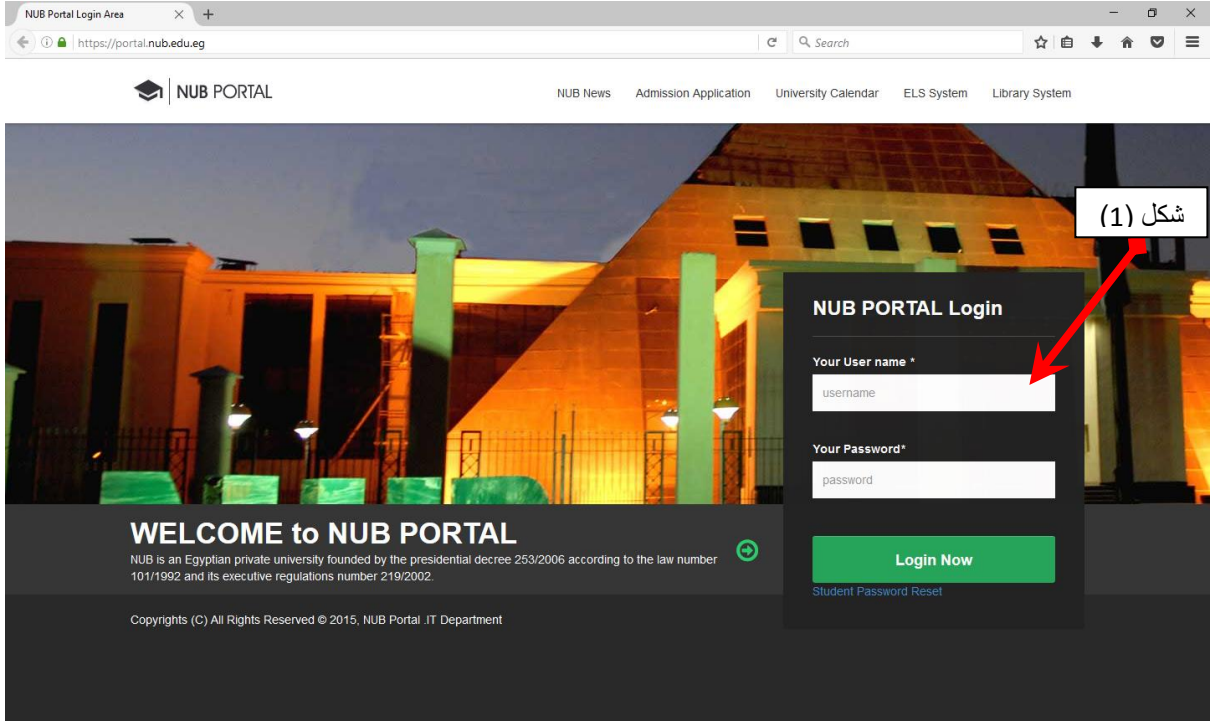 NUB Portal Login Area
https://portal.nub.edu.eg
Search
NUB PORTAL
NUB News Admission Application University Calendar ELS System Library System
شكل (1)
NUB PORTAL Login
Your User name *
username
Your Password*
password
Login Now
Student Password Reset
WELCOME to NUB PORTAL
NUB is an Egyptian private university founded by the presidential decree 253/2006 according to the law number
101/1992 and its executive regulations number 219/2002.
Copyrights (C) All Rights Reserved © 2015, NUB Portal .IT Department